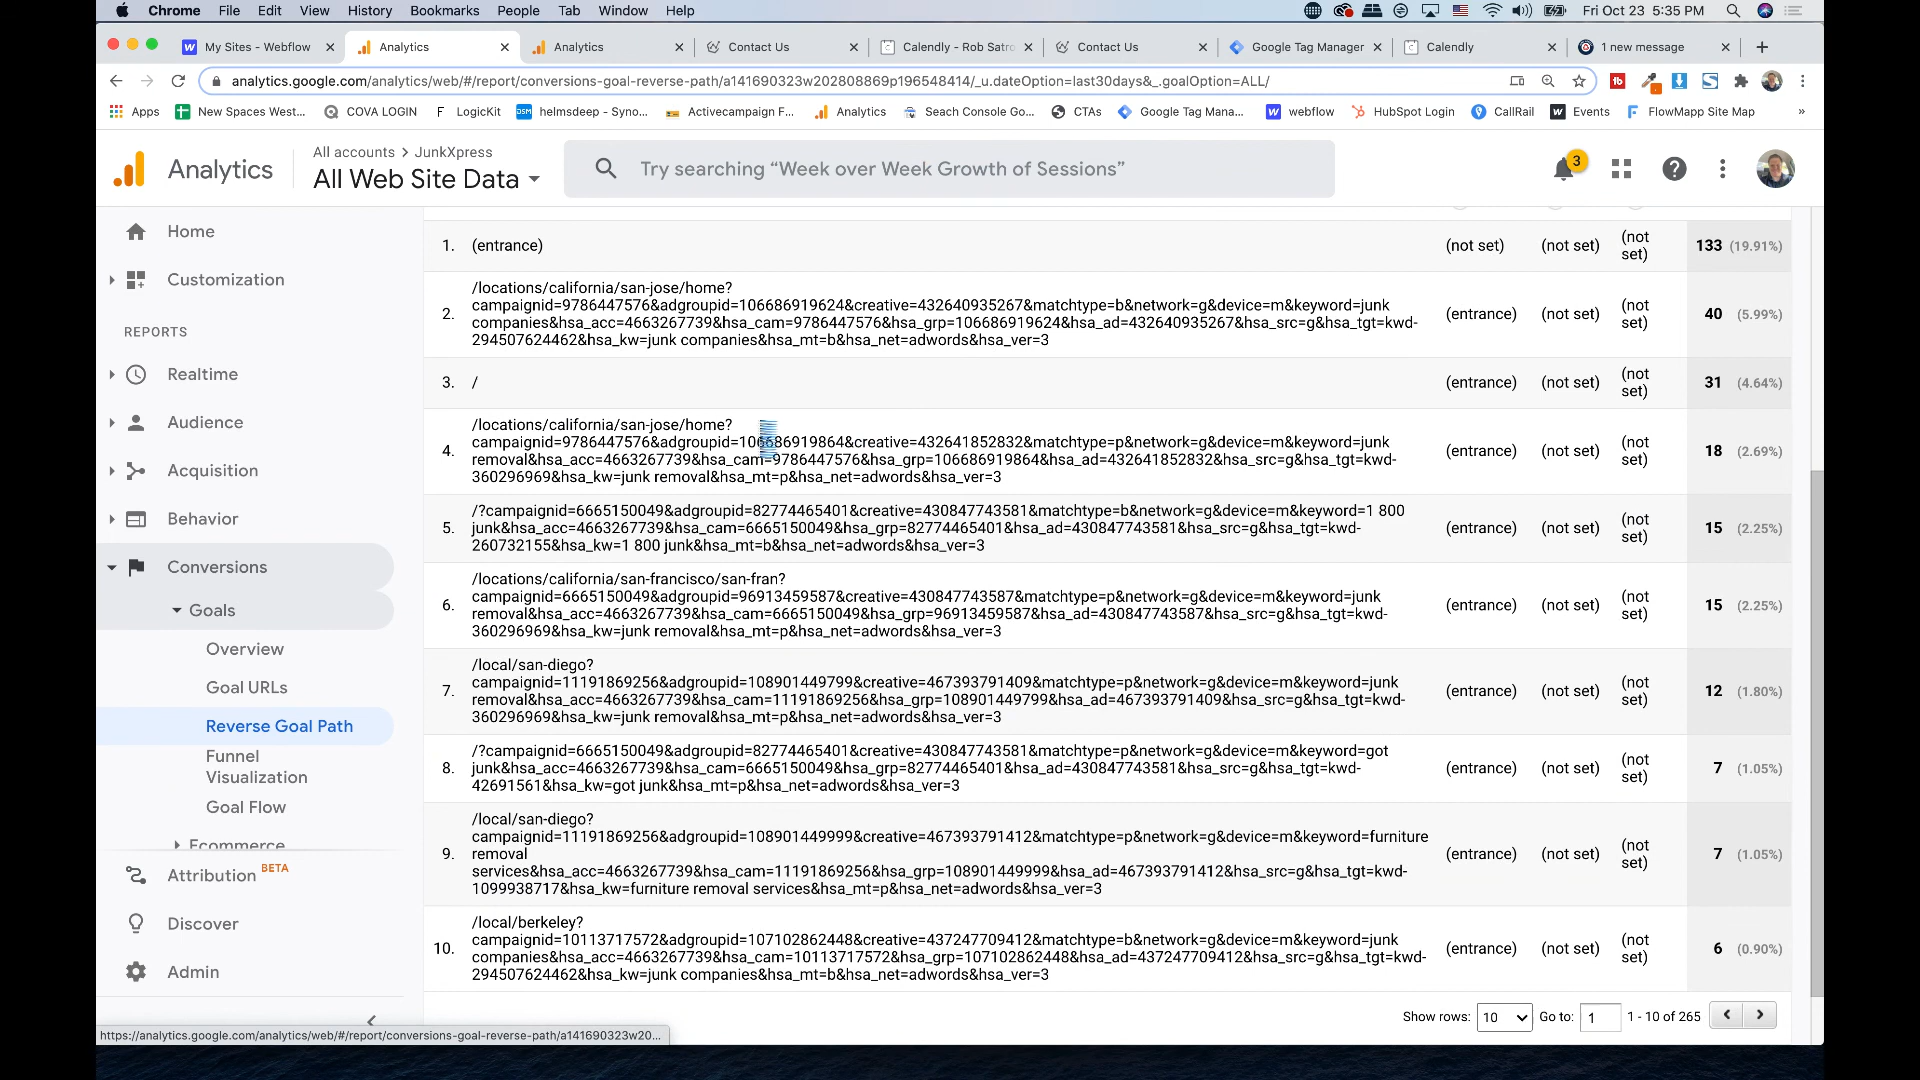 Chrome File Edit View History Bookmarks People Tab Window Help Fri Oct 23 5:35 PM
My Sites - Webflow Analytics Analytics Contact Us Calendly - Rob Satro Contact Us Google Tag Manager Calendly 1 new message
analytics.google.com/analytics/web/#/report/conversions-goal-reverse-path/a141690323w202808869p196548414/_u.dateOption=last30days&_.goalOption=ALL/
Apps New Spaces West... COVA LOGIN LogicKit helmsdeep - Syno... Activecampaign F... Analytics Seach Console Go... CTAs Google Tag Mana... webflow HubSpot Login CallRail Events FlowMapp Site Map »
Analytics
All accounts > JunkXpress
All Web Site Data
Try searching “Week over Week Growth of Sessions”
3
Home
Customization
REPORTS
Realtime
Audience
Acquisition
Behavior
Conversions
Goals
Overview
Goal URLs
Reverse Goal Path
Funnel
Visualization
Goal Flow
Ecommerce
Attribution BETA
Discover
Admin
https://analytics.google.com/analytics/web/#/report/conversions-goal-reverse-path/a141690323w20...
1. (entrance) (not set) (not set) (not set) 133 (19.91%)
2. /locations/california/san-jose/home?
campaignid=9786447576&adgroupid=106686919624&creative=432640935267&matchtype=b&network=g&device=m&keyword=junk
companies&hsa_acc=4663267739&hsa_cam=9786447576&hsa_grp=106686919624&hsa_ad=432640935267&hsa_src=g&hsa_tgt=kwd-
294507624462&hsa_kw=junk companies&hsa_mt=b&hsa_net=adwords&hsa_ver=3
(entrance) (not set) (not set) 40 (5.99%)
3. / (entrance) (not set) (not set) 31 (4.64%)
4. /locations/california/san-jose/home?
campaignid=9786447576&adgroupid=106686919864&creative=432641852832&matchtype=p&network=g&device=m&keyword=junk
removal&hsa_acc=4663267739&hsa_cam=9786447576&hsa_grp=106686919864&hsa_ad=432641852832&hsa_src=g&hsa_tgt=kwd-
360296969&hsa_kw=junk removal&hsa_mt=p&hsa_net=adwords&hsa_ver=3
(entrance) (not set) (not set) 18 (2.69%)
5. /?campaignid=6665150049&adgroupid=82774465401&creative=430847743581&matchtype=b&network=g&device=m&keyword=1 800
junk&hsa_acc=4663267739&hsa_cam=6665150049&hsa_grp=82774465401&hsa_ad=430847743581&hsa_src=g&hsa_tgt=kwd-
260732155&hsa_kw=1 800 junk&hsa_mt=b&hsa_net=adwords&hsa_ver=3
(entrance) (not set) (not set) 15 (2.25%)
6. /locations/california/san-francisco/san-fran?
campaignid=6665150049&adgroupid=96913459587&creative=430847743587&matchtype=p&network=g&device=m&keyword=junk
removal&hsa_acc=4663267739&hsa_cam=6665150049&hsa_grp=96913459587&hsa_ad=430847743587&hsa_src=g&hsa_tgt=kwd-
360296969&hsa_kw=junk removal&hsa_mt=p&hsa_net=adwords&hsa_ver=3
(entrance) (not set) (not set) 15 (2.25%)
7. /local/san-diego?
campaignid=11191869256&adgroupid=108901449799&creative=467393791409&matchtype=p&network=g&device=m&keyword=junk
removal&hsa_acc=4663267739&hsa_cam=11191869256&hsa_grp=108901449799&hsa_ad=467393791409&hsa_src=g&hsa_tgt=kwd-
360296969&hsa_kw=junk removal&hsa_mt=p&hsa_net=adwords&hsa_ver=3
(entrance) (not set) (not set) 12 (1.80%)
8. /?campaignid=6665150049&adgroupid=82774465401&creative=430847743581&matchtype=p&network=g&device=m&keyword=got
junk&hsa_acc=4663267739&hsa_cam=6665150049&hsa_grp=82774465401&hsa_ad=430847743581&hsa_src=g&hsa_tgt=kwd-
42691561&hsa_kw=got junk&hsa_mt=p&hsa_net=adwords&hsa_ver=3
(entrance) (not set) (not set) 7 (1.05%)
9. /local/san-diego?
campaignid=11191869256&adgroupid=108901449999&creative=467393791412&matchtype=p&network=g&device=m&keyword=furniture
removal
services&hsa_acc=4663267739&hsa_cam=11191869256&hsa_grp=108901449999&hsa_ad=467393791412&hsa_src=g&hsa_tgt=kwd-
1099938717&hsa_kw=furniture removal services&hsa_mt=p&hsa_net=adwords&hsa_ver=3
(entrance) (not set) (not set) 7 (1.05%)
10. /local/berkeley?
campaignid=10113717572&adgroupid=107102862448&creative=437247709412&matchtype=b&network=g&device=m&keyword=junk
companies&hsa_acc=4663267739&hsa_cam=10113717572&hsa_grp=107102862448&hsa_ad=437247709412&hsa_src=g&hsa_tgt=kwd-
294507624462&hsa_kw=junk companies&hsa_mt=b&hsa_net=adwords&hsa_ver=3
(entrance) (not set) (not set) 6 (0.90%)
Show rows: 10 Go to: 1 1 - 10 of 265